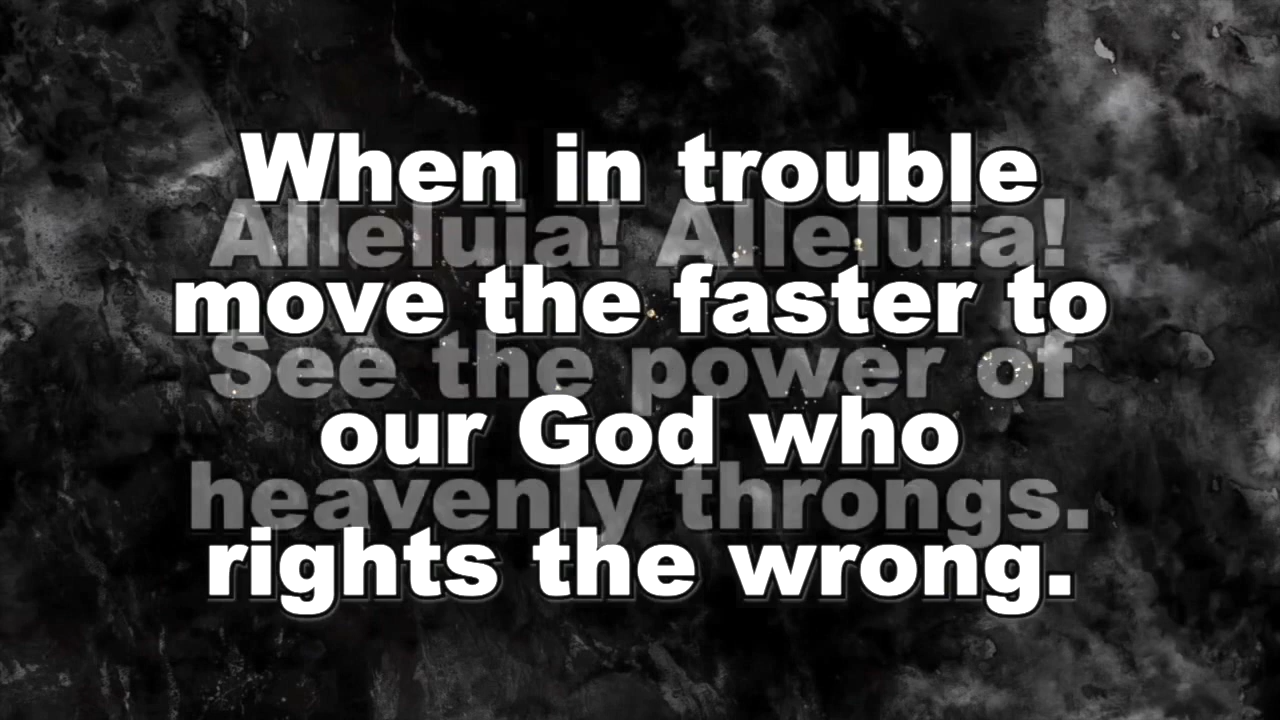 When in trouble
Alleluia! Alleluia!
move the faster to
See the power of
our God who
heavenly throngs.
rights the wrong.